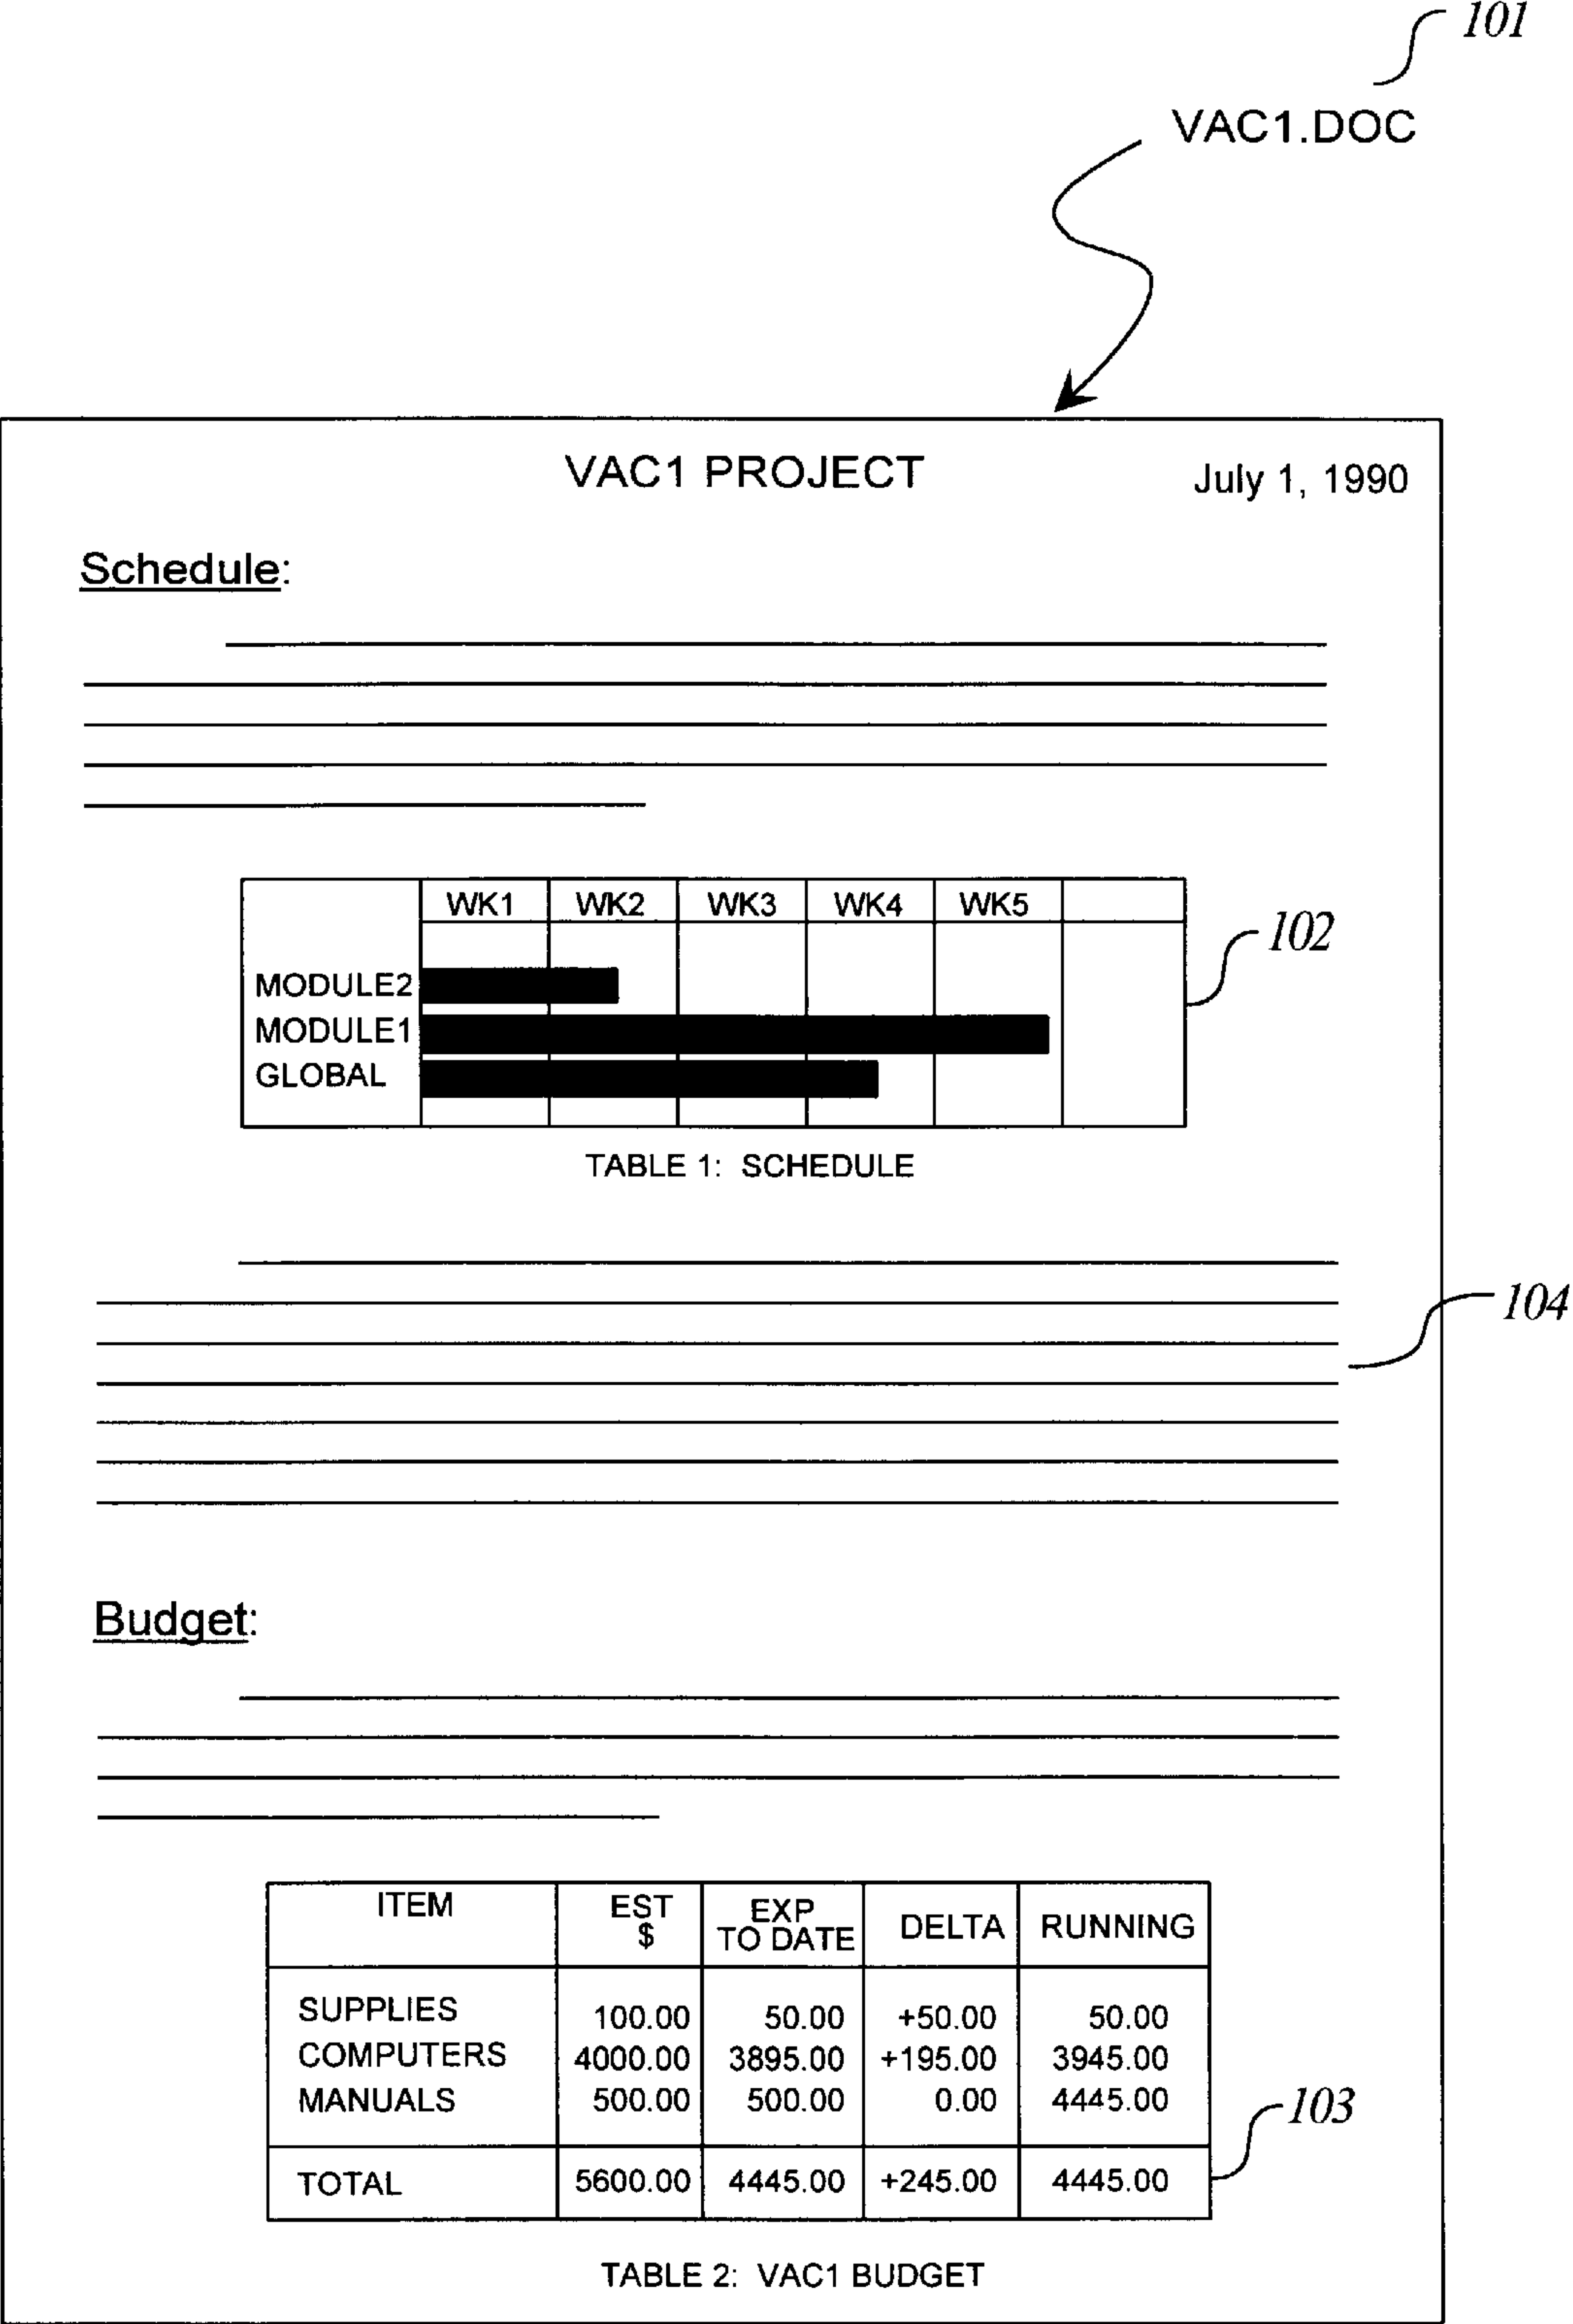 101
VAC1.DOC
VAC1 PROJECT July 1, 1990
Schedule:
WK1 WK2 WK3 WK4 WK5
102
MODULE2
MODULE1
GLOBAL
TABLE 1: SCHEDULE
104
Budget:
ITEM EST $ EXP TO DATE DELTA RUNNING
SUPPLIES 100.00 50.00 +50.00 50.00
COMPUTERS 4000.00 3895.00 +195.00 3945.00
MANUALS 500.00 500.00 0.00 4445.00
103
TOTAL 5600.00 4445.00 +245.00 4445.00
TABLE 2: VAC1 BUDGET